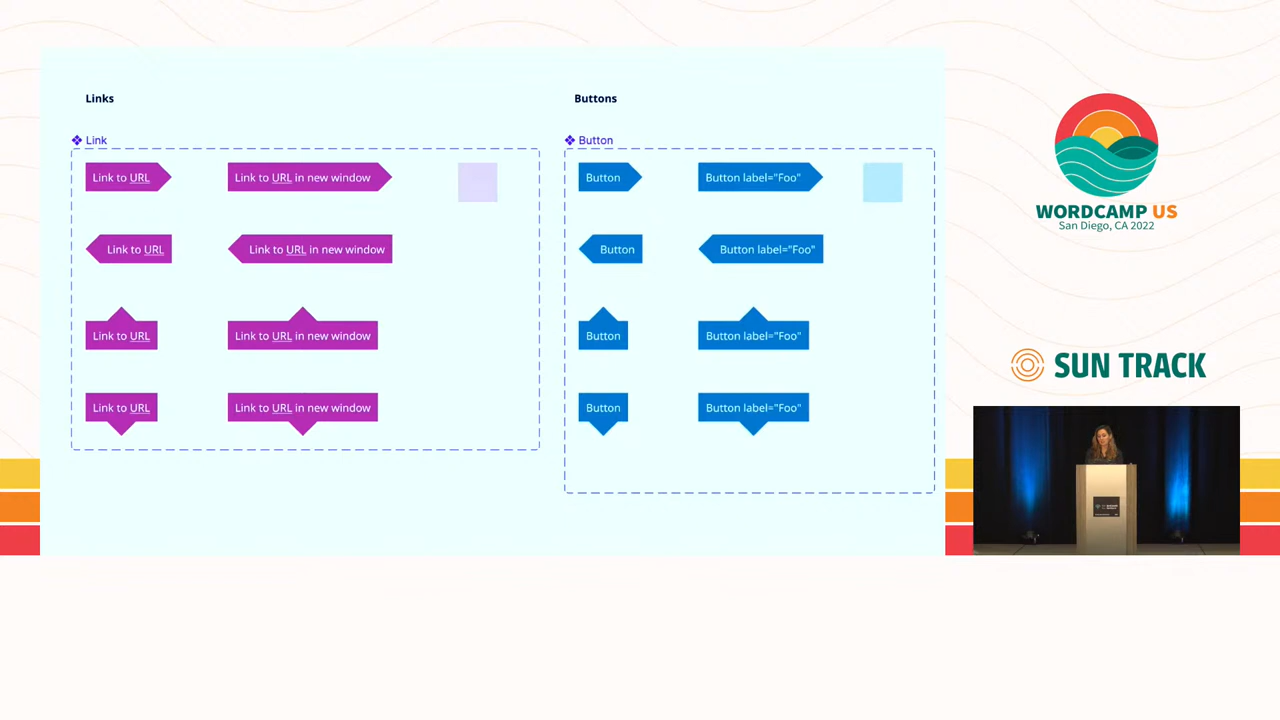 Links
Link
Link to URL
Link to URL in new window
Link to URL
Link to URL in new window
Link to URL
Link to URL in new window
Link to URL
Link to URL in new window
Buttons
Button
Button
Button label="Foo"
Button
Button label="Foo"
Button
Button label="Foo"
Button
Button label="Foo"
WORDCAMP US
San Diego, CA 2022
SUN TRACK